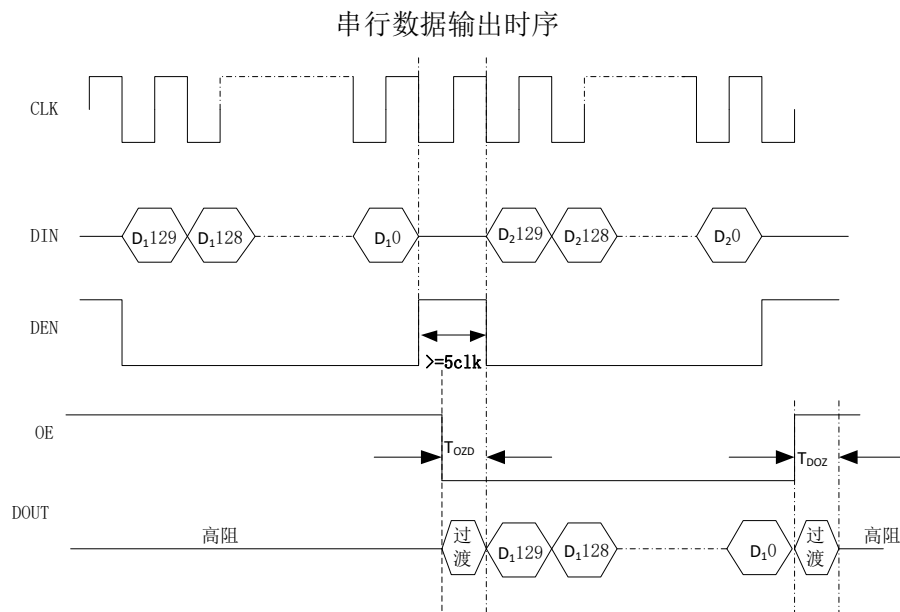 串行数据输出时序
CLK
DIN
D₁129 D₁128 D₁0 D₂129 D₂128 D₂0
DEN
>=5clk
OE
T_OZD T_DOZ
DOUT
高阻 过渡 D₁129 D₁128 D₁0 过渡 高阻